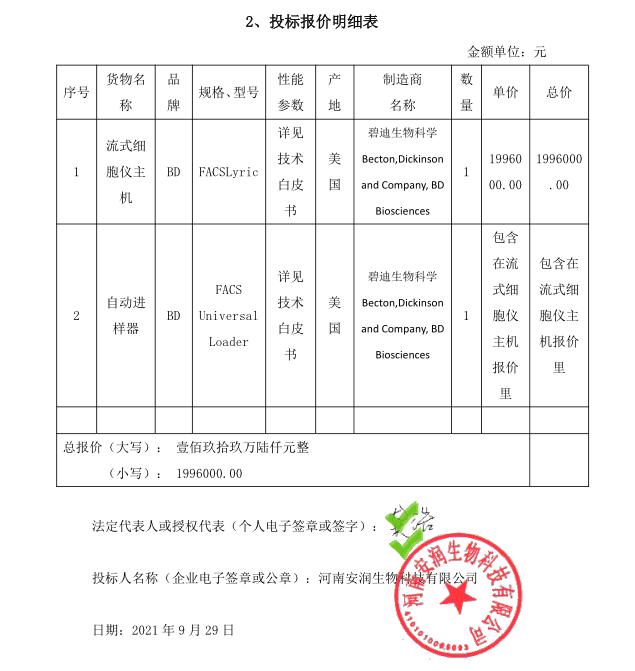 2、投标报价明细表
金额单位：元
序号 货物名称 品牌 规格、型号 性能参数 产地 制造商名称 数量 单价 总价
1 流式细胞仪主机 BD FACSLyric 详见技术白皮书 美国 碧迪生物科学 Becton,Dickinson and Company, BD Biosciences 1 1996000.00 1996000.00
2 自动进样器 BD FACS Universal Loader 详见技术白皮书 美国 碧迪生物科学 Becton,Dickinson and Company, BD Biosciences 1 包含在流式细胞仪主机报价里 包含在流式细胞仪主机报价里
总报价（大写）： 壹佰玖拾玖万陆仟元整
（小写）： 1996000.00
法定代表人或授权代表（个人电子签章或签字）：
投标人名称（企业电子签章或公章）：河南安润生物科技有限公司
河南安润生物科技有限公司
日期：2021 年 9 月 29 日